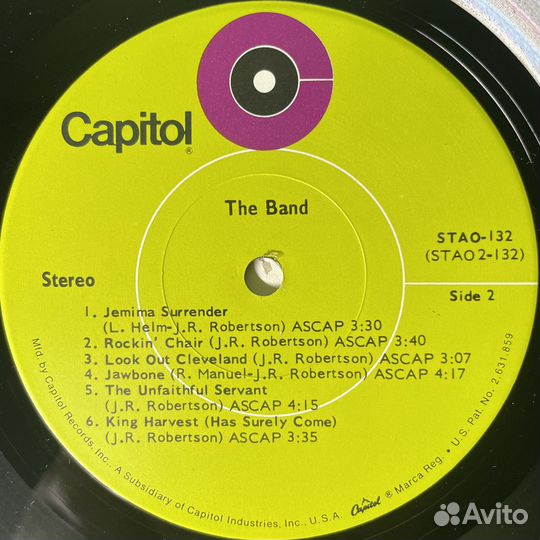 Capitol®
The Band
STAO-132
(STAO2-132)
Stereo
Side 2
1. Jemima Surrender
(L. Helm-J.R. Robertson) ASCAP 3:30
2. Rockin' Chair (J.R. Robertson) ASCAP 3:40
3. Look Out Cleveland (J.R. Robertson) ASCAP 3:07
4. Jawbone (R. Manuel-J.R. Robertson) ASCAP 4:17
5. The Unfaithful Servant
(J.R. Robertson) ASCAP 4:15
6. King Harvest (Has Surely Come)
(J.R. Robertson) ASCAP 3:35
Mfd. by Capitol Records, Inc., A Subsidiary of Capitol Industries, Inc., U.S.A. Capitol ® Marca Reg. • U.S. Pat. No. 2,631,859
Avito